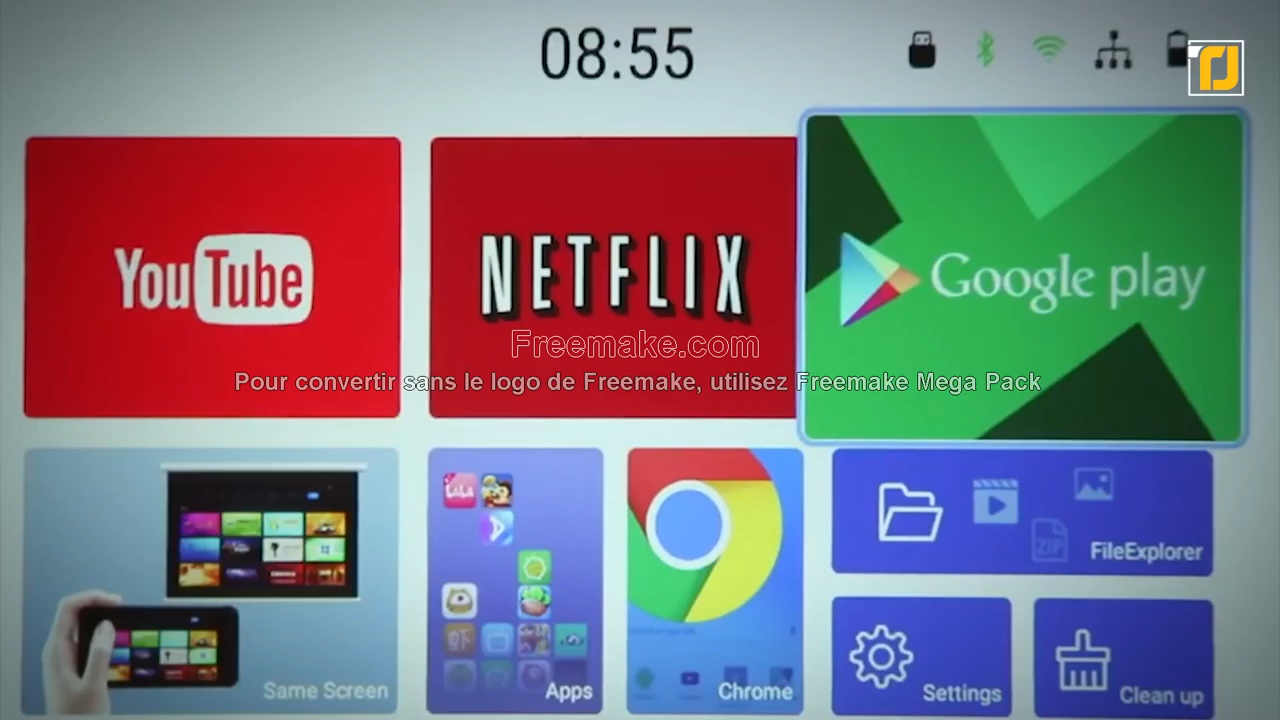 08:55
YouTube
NETFLIX
Google play
Freemake.com
Pour convertir sans le logo de Freemake, utilisez Freemake Mega Pack
ZIP
FileExplorer
Same Screen
Apps
Chrome
Settings
Clean up